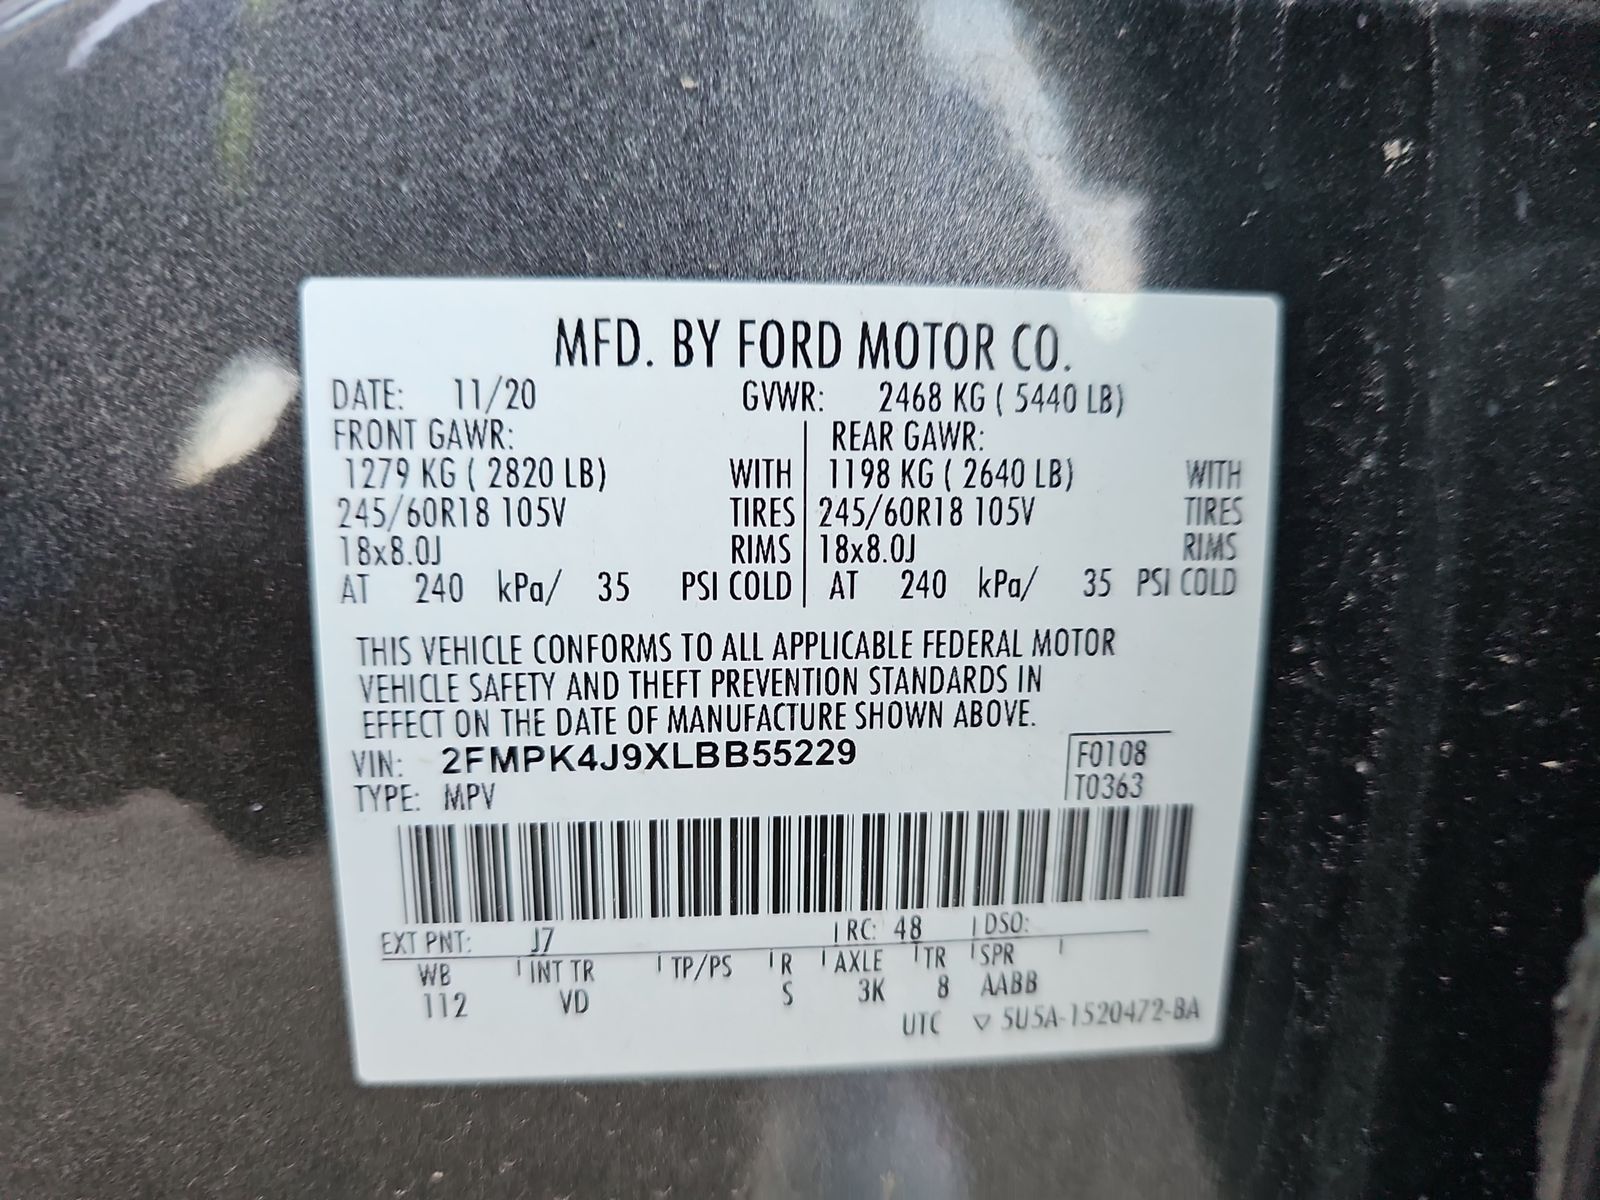 MFD. BY FORD MOTOR CO.
DATE: 11/20 GVWR: 2468 KG ( 5440 LB)
FRONT GAWR: REAR GAWR:
1279 KG ( 2820 LB) WITH 1198 KG ( 2640 LB) WITH
245/60R18 105V TIRES 245/60R18 105V TIRES
18x8.0J RIMS 18x8.0J RIMS
AT 240 kPa/ 35 PSI COLD AT 240 kPa/ 35 PSI COLD
THIS VEHICLE CONFORMS TO ALL APPLICABLE FEDERAL MOTOR
VEHICLE SAFETY AND THEFT PREVENTION STANDARDS IN
EFFECT ON THE DATE OF MANUFACTURE SHOWN ABOVE.
VIN: 2FMPK4J9XLBB55229 F0108
TYPE: MPV T0363
EXT PNT: J7 RC: 48 DSO:
WB INT TR TP/PS R AXLE TR SPR
112 VD S 3K 8 AABB
UTC ▽ 5U5A-1520472-BA